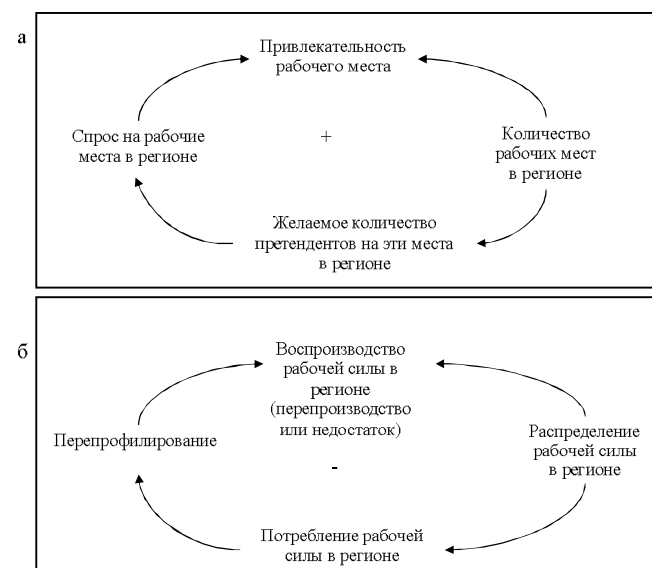 а
Привлекательность
рабочего места
Спрос на рабочие
места в регионе
+
Количество
рабочих мест
в регионе
Желаемое количество
претендентов на эти места
в регионе
б
Воспроизводство
рабочей силы в
регионе
(перепроизводство
или недостаток)
Перепрофилирование
-
Распределение
рабочей силы
в регионе
Потребление рабочей
силы в регионе